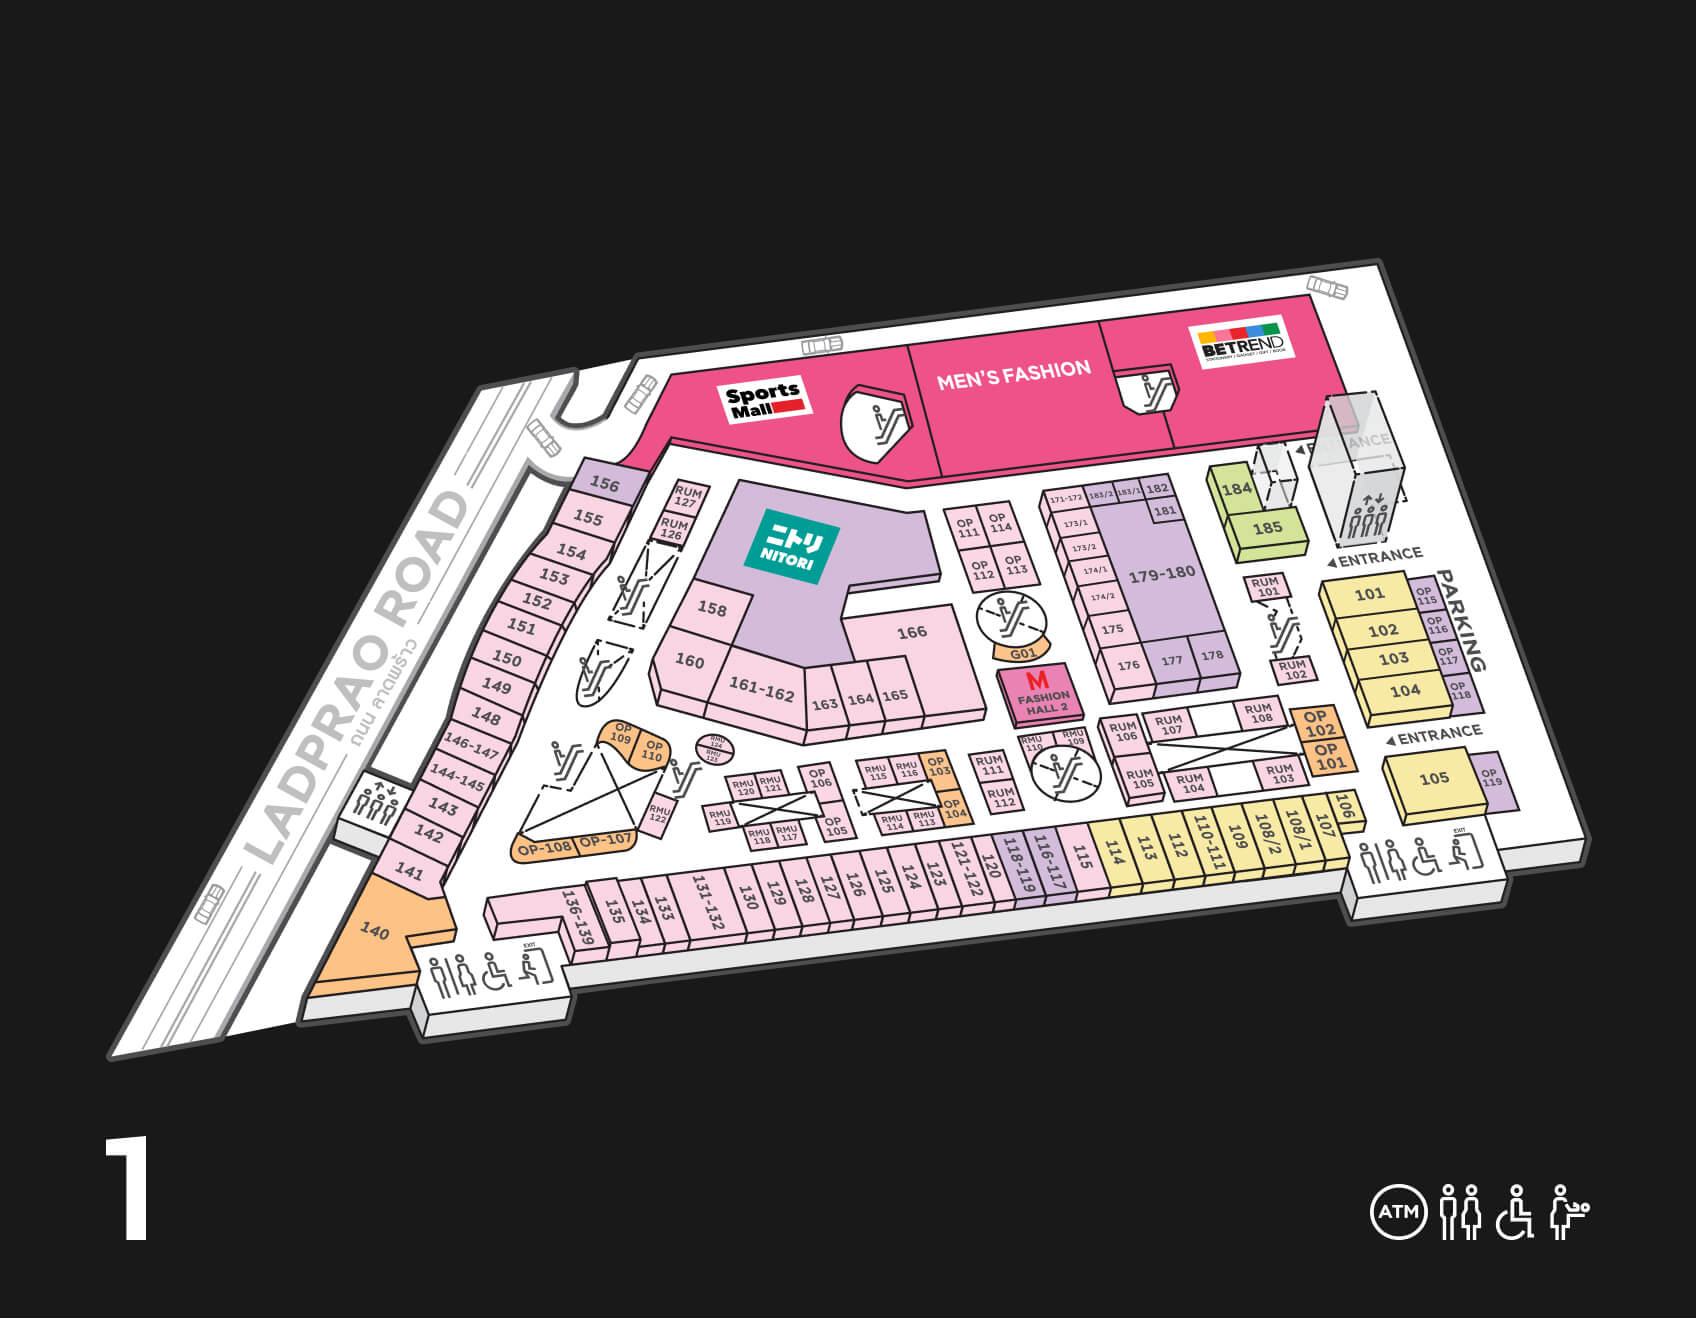 Sports
Mall
MEN'S FASHION
BETREND
STATIONERY / GADGET / GIFT / BOOK
LADPRAO ROAD
ถนน ลาดพร้าว
156
155
154
153
152
151
150
149
148
146-147
144-145
143
142
141
140
RUM
127
RUM
126
ニトリ
NITORI
158
160
161-162
163
164
165
166
OP
111
OP
114
OP
112
OP
113
G01
M
FASHION
HALL 2
171-172
183/2
183/1
182
181
173/1
173/2
174/1
174/2
175
176
177
178
179-180
184
185
ENTRANCE
ENTRANCE
RUM
101
RUM
102
101
102
103
104
OP
115
OP
116
OP
117
OP
118
PARKING
ENTRANCE
105
OP
119
OP
109
OP
110
RMU
124
RMU
123
RMU
122
OP-108
OP-107
RMU
120
RMU
121
RMU
119
RMU
118
RMU
117
OP
106
OP
105
RMU
115
RMU
116
OP
103
OP
104
RMU
114
RMU
113
RUM
111
RUM
112
RMU
110
RMU
109
RUM
106
RUM
105
RUM
107
RUM
108
RUM
104
RUM
103
OP
102
OP
101
136-139
135
134
133
131-132
130
129
128
127
126
125
124
123
121-122
120
118-119
116-117
115
114
113
112
110-111
109
108/2
108/1
107
106
EXIT
EXIT
1
ATM